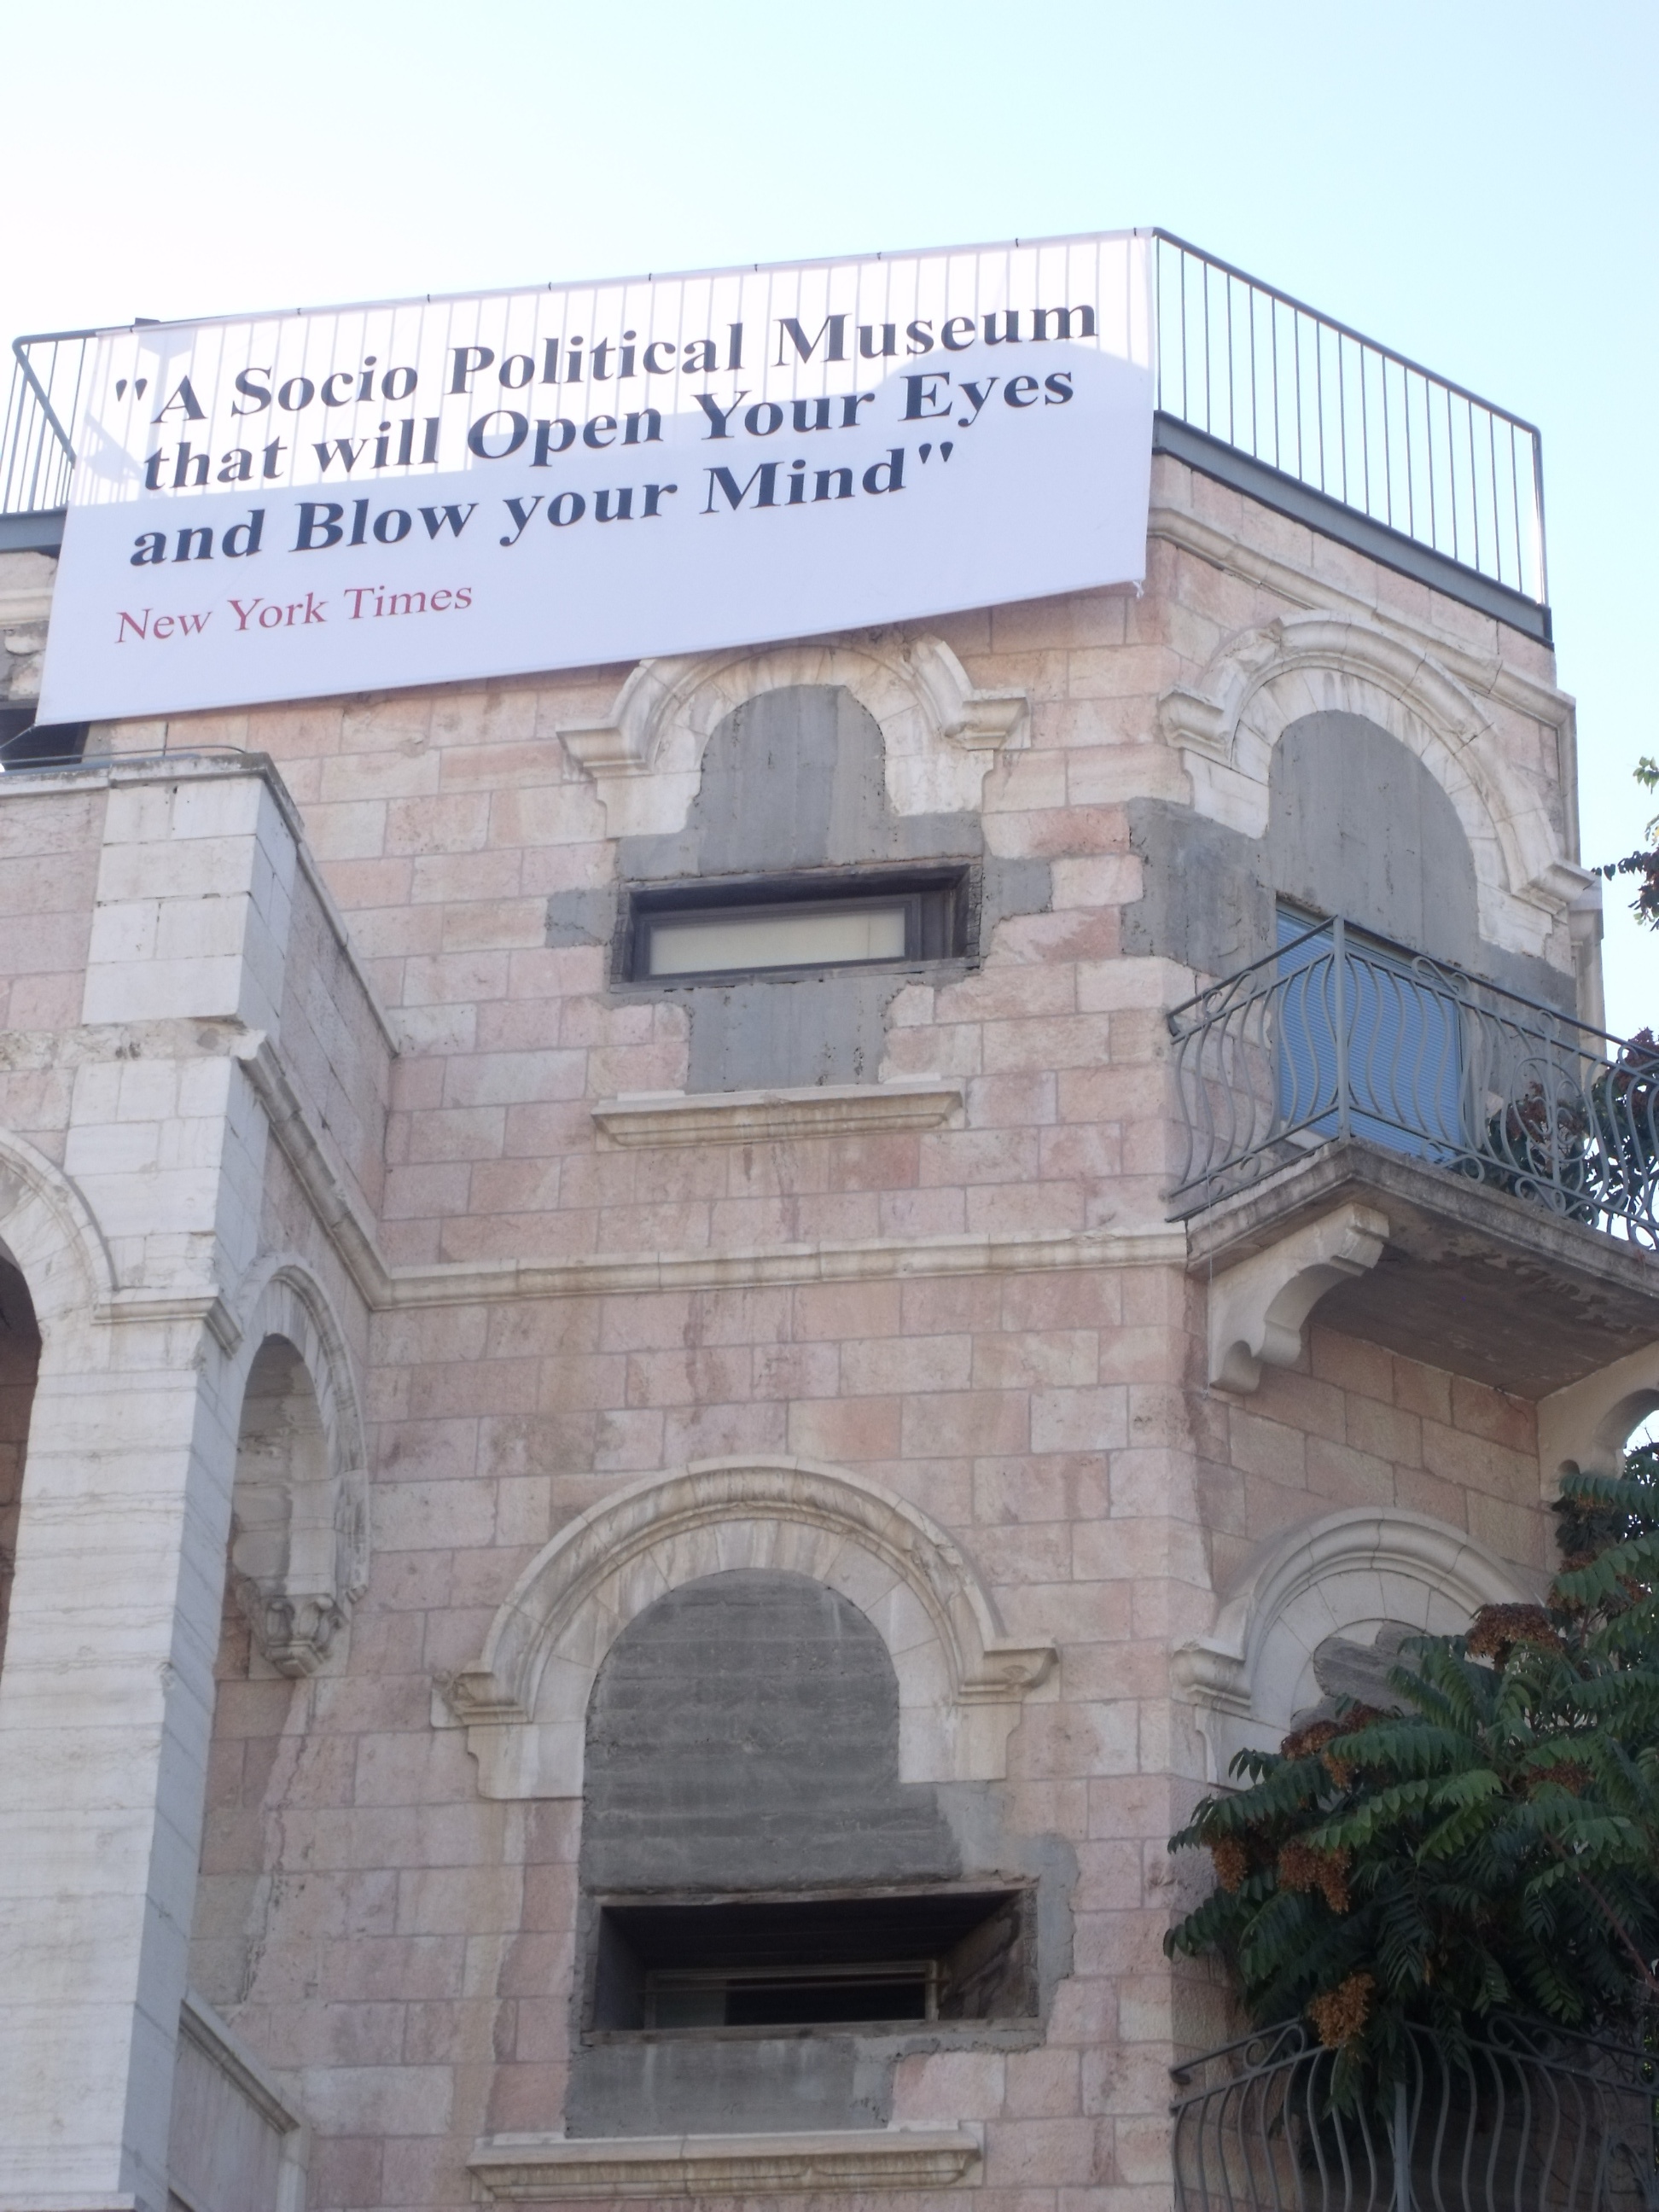 "A Socio Political Museum
that will Open Your Eyes
and Blow your Mind"
New York Times